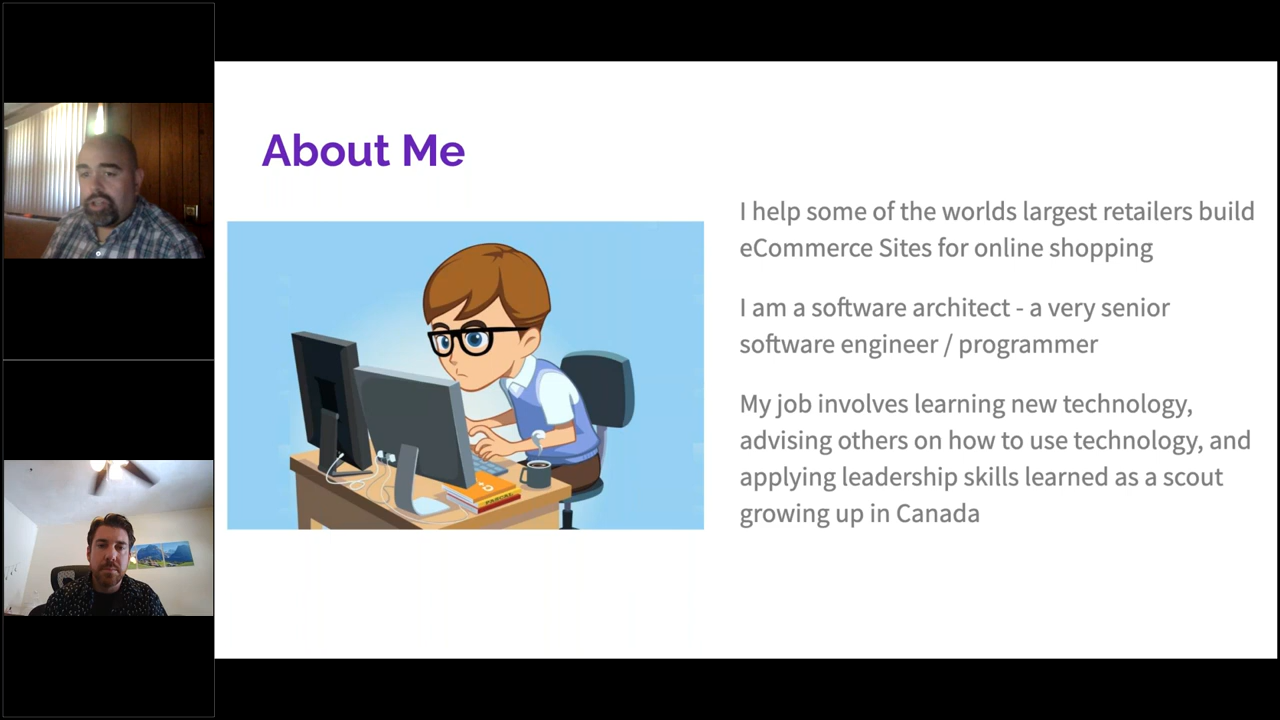 About Me
I help some of the worlds largest retailers build
eCommerce Sites for online shopping
I am a software architect - a very senior
software engineer / programmer
My job involves learning new technology,
advising others on how to use technology, and
applying leadership skills learned as a scout
growing up in Canada
PASCAL